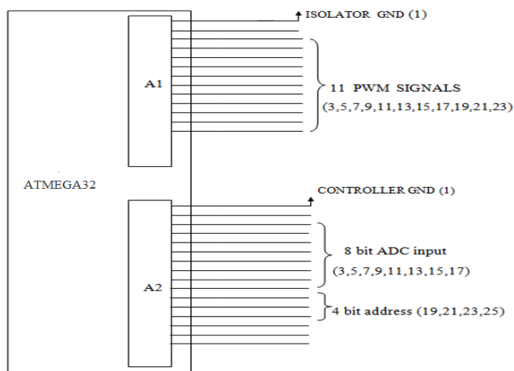 ISOLATOR GND (1)
A1
11 PWM SIGNALS
(3,5,7,9,11,13,15,17,19,21,23)
ATMEGA32
CONTROLLER GND (1)
8 bit ADC input
(3,5,7,9,11,13,15,17)
A2
4 bit address (19,21,23,25)